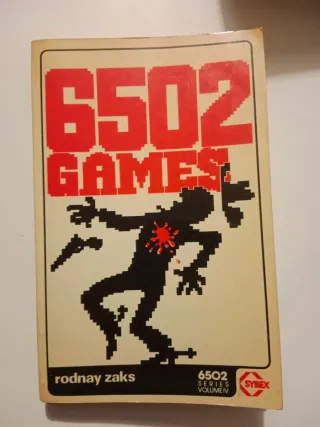 6502
GAMES
rodnay zaks
6502
SERIES
VOLUME IV
SYBEX